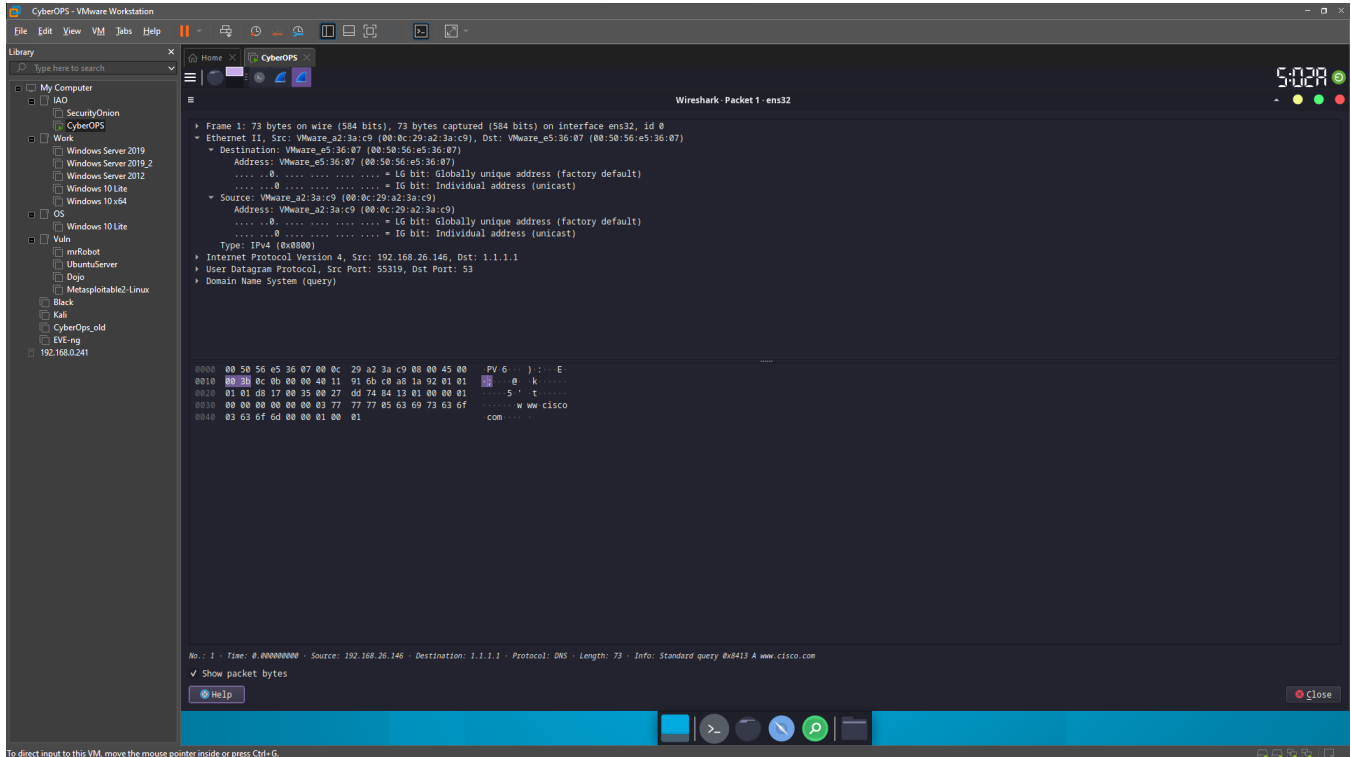 CyberOPS - VMware Workstation
File Edit View VM Tabs Help
Library
Type here to search
My Computer
IAO
SecurityOnion
CyberOPS
Work
Windows Server 2019
Windows Server 2019_2
Windows Server 2012
Windows 10 Lite
Windows 10 x64
OS
Windows 10 Lite
Vuln
mrRobot
UbuntuServer
Dojo
Metasploitable2-Linux
Black
Kali
CyberOps_old
EVE-ng
192.168.0.241
Home CyberOPS
5:02A
Wireshark · Packet 1 · ens32
Frame 1: 73 bytes on wire (584 bits), 73 bytes captured (584 bits) on interface ens32, id 0
Ethernet II, Src: VMware_a2:3a:c9 (00:0c:29:a2:3a:c9), Dst: VMware_e5:36:07 (00:50:56:e5:36:07)
Destination: VMware_e5:36:07 (00:50:56:e5:36:07)
Address: VMware_e5:36:07 (00:50:56:e5:36:07)
.... ..0. .... .... .... .... = LG bit: Globally unique address (factory default)
.... ...0 .... .... .... .... = IG bit: Individual address (unicast)
Source: VMware_a2:3a:c9 (00:0c:29:a2:3a:c9)
Address: VMware_a2:3a:c9 (00:0c:29:a2:3a:c9)
.... ..0. .... .... .... .... = LG bit: Globally unique address (factory default)
.... ...0 .... .... .... .... = IG bit: Individual address (unicast)
Type: IPv4 (0x0800)
Internet Protocol Version 4, Src: 192.168.26.146, Dst: 1.1.1.1
User Datagram Protocol, Src Port: 55319, Dst Port: 53
Domain Name System (query)
0000 00 50 56 e5 36 07 00 0c 29 a2 3a c9 08 00 45 00 ·PV·6··· )·:···E·
0010 00 3b 0c 0b 00 00 40 11 91 6b c0 a8 1a 92 01 01 ·;····@· ·k······
0020 01 01 d8 17 00 35 00 27 dd 74 84 13 01 00 00 01 ·····5·' ·t······
0030 00 00 00 00 00 00 03 77 77 77 05 63 69 73 63 6f ·······w ww·cisco
0040 03 63 6f 6d 00 00 01 00 01 ·com···· ·
No.: 1 · Time: 0.000000000 · Source: 192.168.26.146 · Destination: 1.1.1.1 · Protocol: DNS · Length: 73 · Info: Standard query 0x8413 A www.cisco.com
Show packet bytes
Help
Close
To direct input to this VM, move the mouse pointer inside or press Ctrl+G.